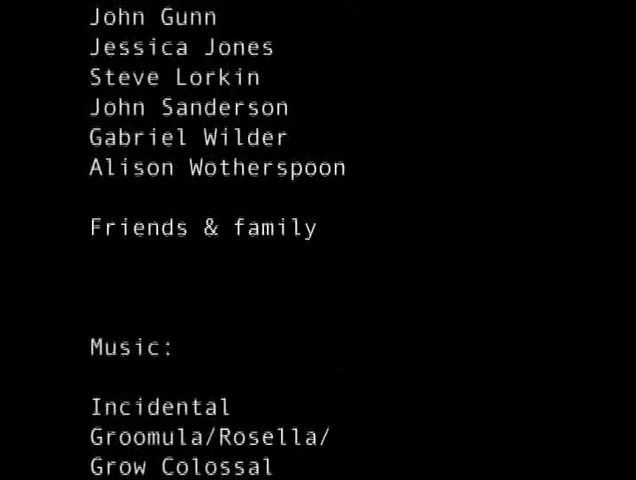 John Gunn
Jessica Jones
Steve Lorkin
John Sanderson
Gabriel Wilder
Alison Wotherspoon
Friends & family
Music:
Incidental
Groomula/Rosella/
Grow Colossal